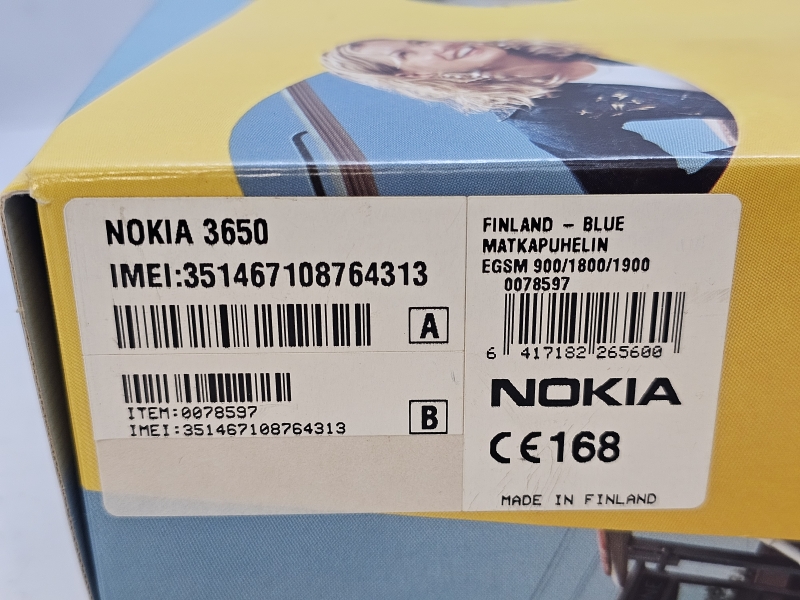 NOKIA 3650
IMEI:351467108764313
A
ITEM:0078597
IMEI:351467108764313
B
FINLAND - BLUE
MATKAPUHELIN
EGSM 900/1800/1900
0078597
6 417182 265600
NOKIA
CE168
MADE IN FINLAND